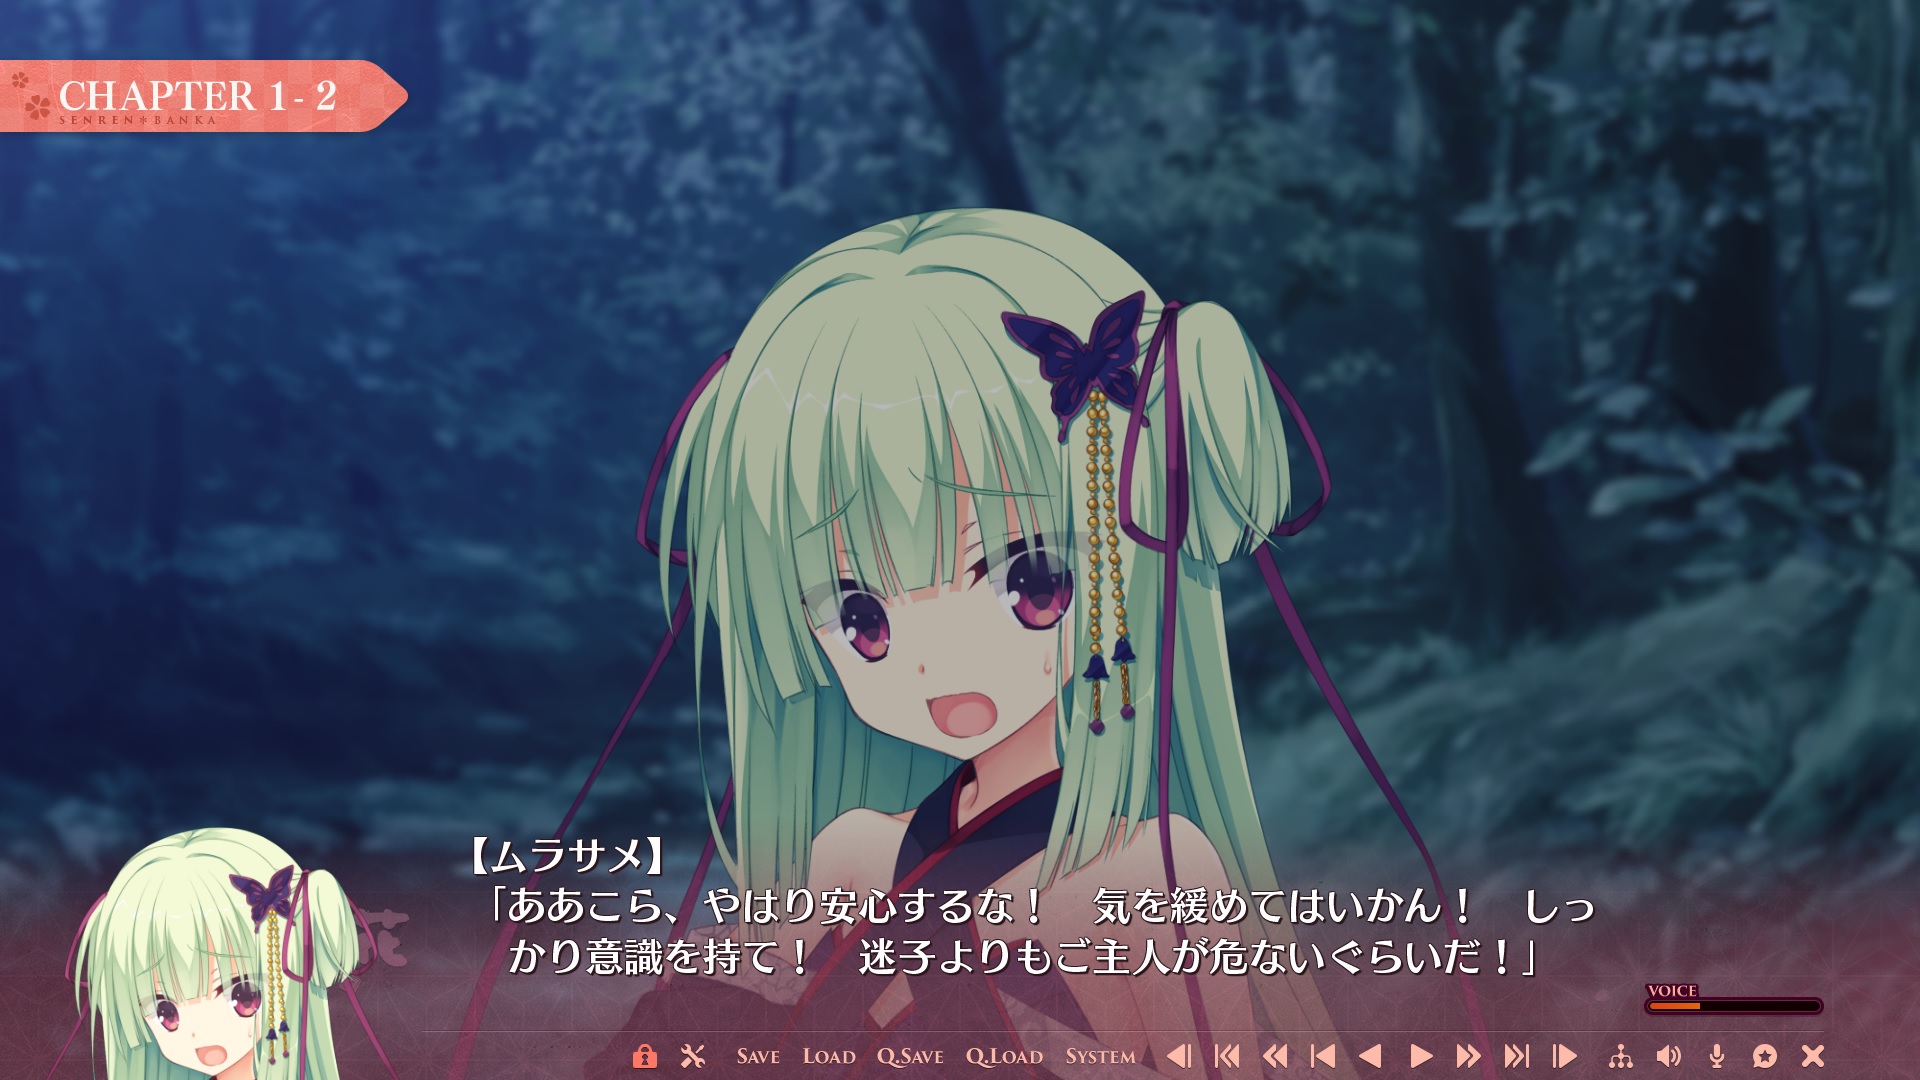 CHAPTER 1-2
SENREN＊BANKA
【ムラサメ】
「ああこら、やはり安心するな！　気を緩めてはいかん！　しっ
かり意識を持て！　迷子よりもご主人が危ないぐらいだ！」
VOICE
SAVE LOAD Q.SAVE Q.LOAD SYSTEM